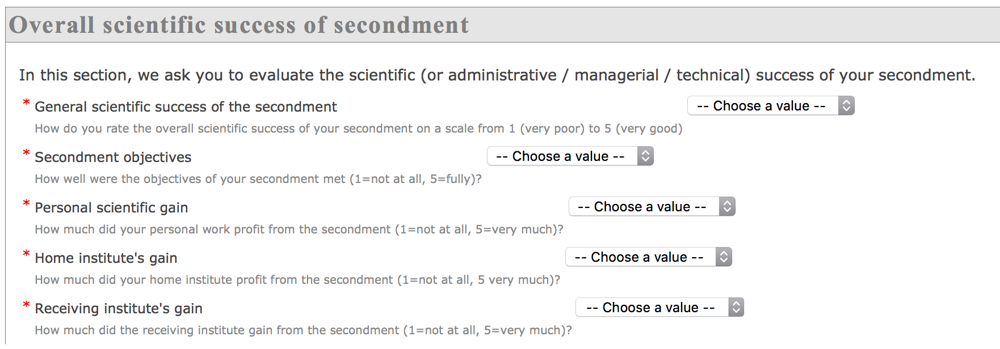 Overall scientific success of secondment
In this section, we ask you to evaluate the scientific (or administrative / managerial / technical) success of your secondment.
* General scientific success of the secondment -- Choose a value --
How do you rate the overall scientific success of your secondment on a scale from 1 (very poor) to 5 (very good)
* Secondment objectives -- Choose a value --
How well were the objectives of your secondment met (1=not at all, 5=fully)?
* Personal scientific gain -- Choose a value --
How much did your personal work profit from the secondment (1=not at all, 5=very much)?
* Home institute's gain -- Choose a value --
How much did your home institute profit from the secondment (1=not at all, 5 very much)?
* Receiving institute's gain -- Choose a value --
How much did the receiving institute gain from the secondment (1=not at all, 5=very much)?